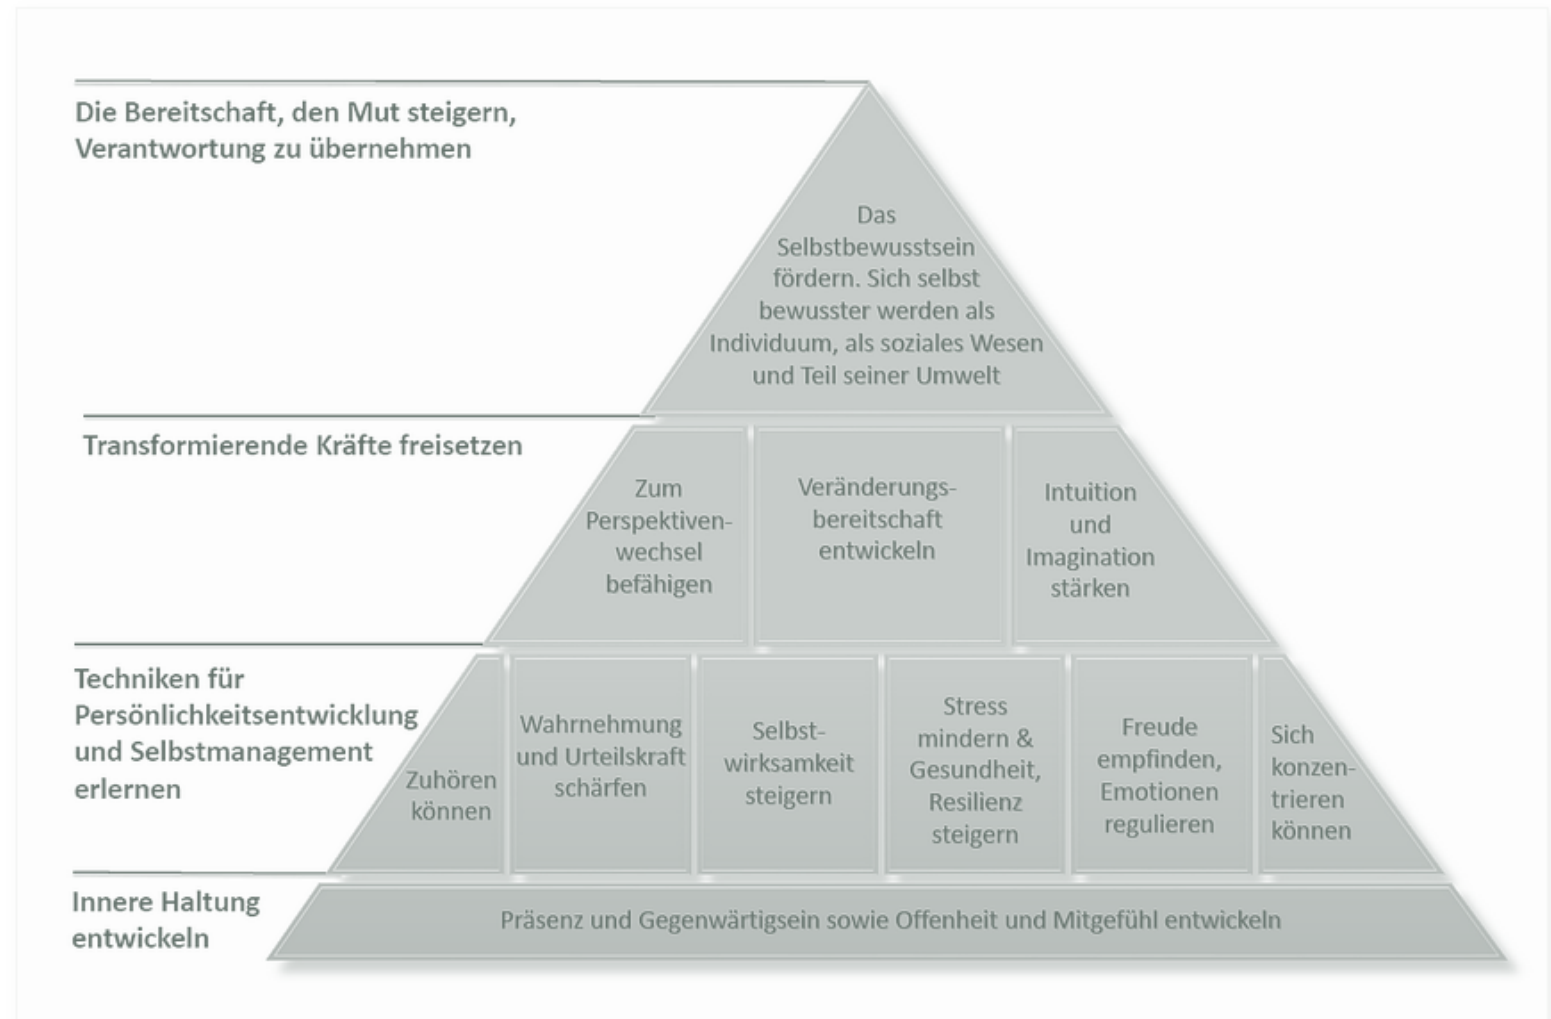 Die Bereitschaft, den Mut steigern,
Verantwortung zu übernehmen
Das
Selbstbewusstsein
fördern. Sich selbst
bewusster werden als
Individuum, als soziales Wesen
und Teil seiner Umwelt
Transformierende Kräfte freisetzen
Zum
Perspektiven-
wechsel
befähigen
Veränderungs-
bereitschaft
entwickeln
Intuition
und
Imagination
stärken
Techniken für
Persönlichkeitsentwicklung
und Selbstmanagement
erlernen
Zuhören
können
Wahrnehmung
und Urteilskraft
schärfen
Selbst-
wirksamkeit
steigern
Stress
mindern &
Gesundheit,
Resilienz
steigern
Freude
empfinden,
Emotionen
regulieren
Sich
konzen-
trieren
können
Innere Haltung
entwickeln
Präsenz und Gegenwärtigsein sowie Offenheit und Mitgefühl entwickeln